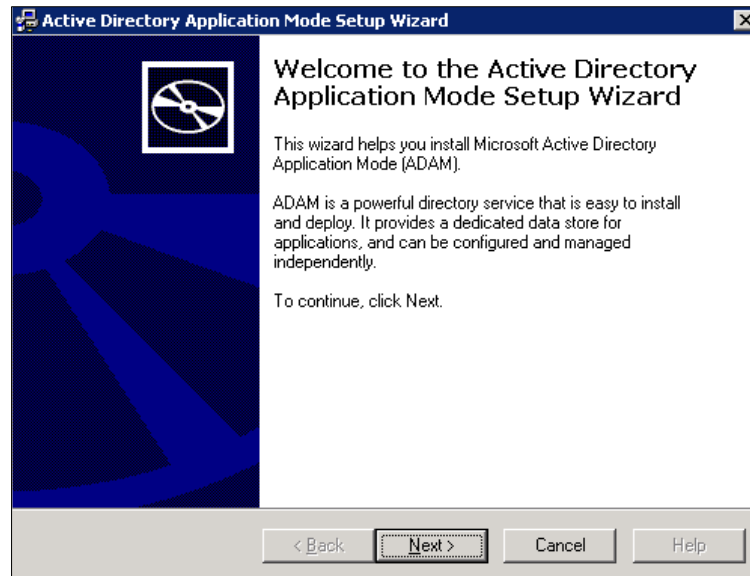 Active Directory Application Mode Setup Wizard
Welcome to the Active Directory
Application Mode Setup Wizard
This wizard helps you install Microsoft Active Directory
Application Mode (ADAM).
ADAM is a powerful directory service that is easy to install
and deploy. It provides a dedicated data store for
applications, and can be configured and managed
independently.
To continue, click Next.
< Back Next > Cancel Help